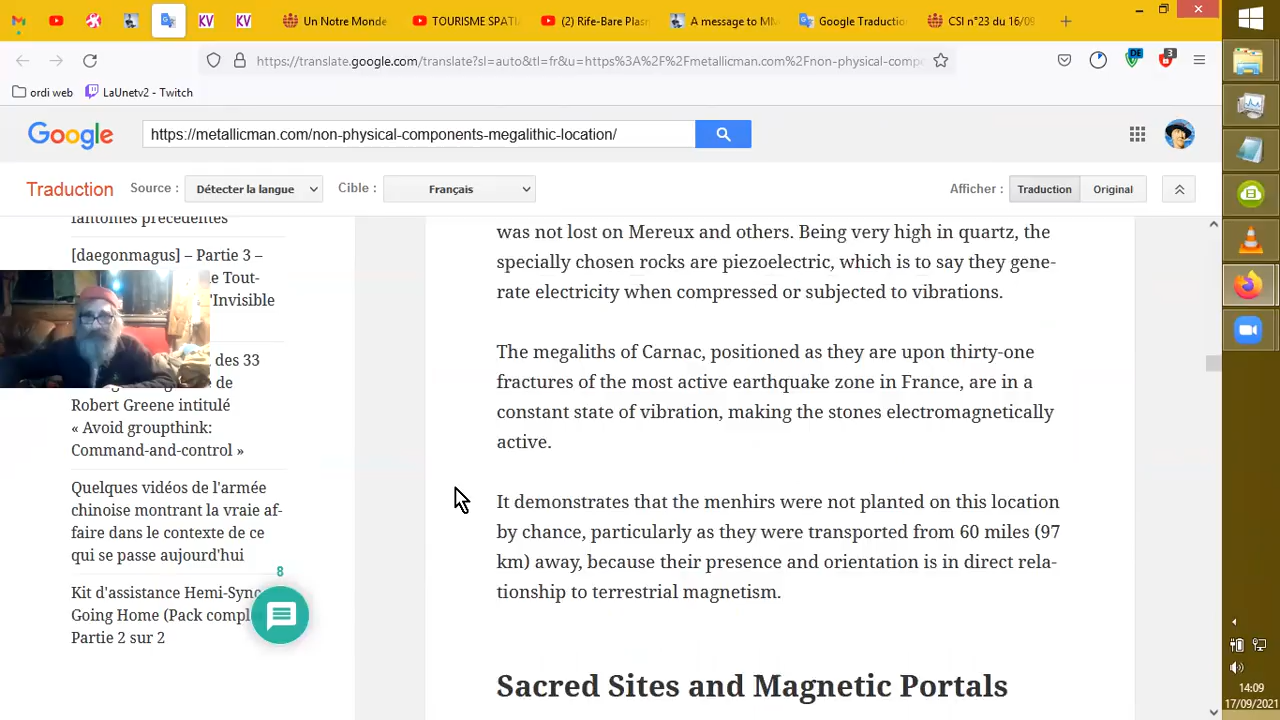 Un Notre Monde
TOURISME SPATI
(2) Rife-Bare Plasm
A message to MN
Google Traduction
CSI n°23 du 16/09
https://translate.google.com/translate?sl=auto&tl=fr&u=https%3A%2F%2Fmetallicman.com%2Fnon-physical-compo
DE
3
ordi web
LaUnetv2 - Twitch
Google
https://metallicman.com/non-physical-components-megalithic-location/
Traduction
Source :
Détecter la langue
Cible :
Français
Afficher :
Traduction
Original
fantômes précédentes
[daegonmagus] – Partie 3 –
e Tout-
'Invisible
des 33
de
Robert Greene intitulé
« Avoid groupthink:
Command-and-control »
Quelques vidéos de l'armée
chinoise montrant la vraie af-
faire dans le contexte de ce
qui se passe aujourd'hui
8
Kit d'assistance Hemi-Sync
Going Home (Pack compl
Partie 2 sur 2
was not lost on Mereux and others. Being very high in quartz, the
specially chosen rocks are piezoelectric, which is to say they gene-
rate electricity when compressed or subjected to vibrations.
The megaliths of Carnac, positioned as they are upon thirty-one
fractures of the most active earthquake zone in France, are in a
constant state of vibration, making the stones electromagnetically
active.
It demonstrates that the menhirs were not planted on this location
by chance, particularly as they were transported from 60 miles (97
km) away, because their presence and orientation is in direct rela-
tionship to terrestrial magnetism.
Sacred Sites and Magnetic Portals
14:09
17/09/2021